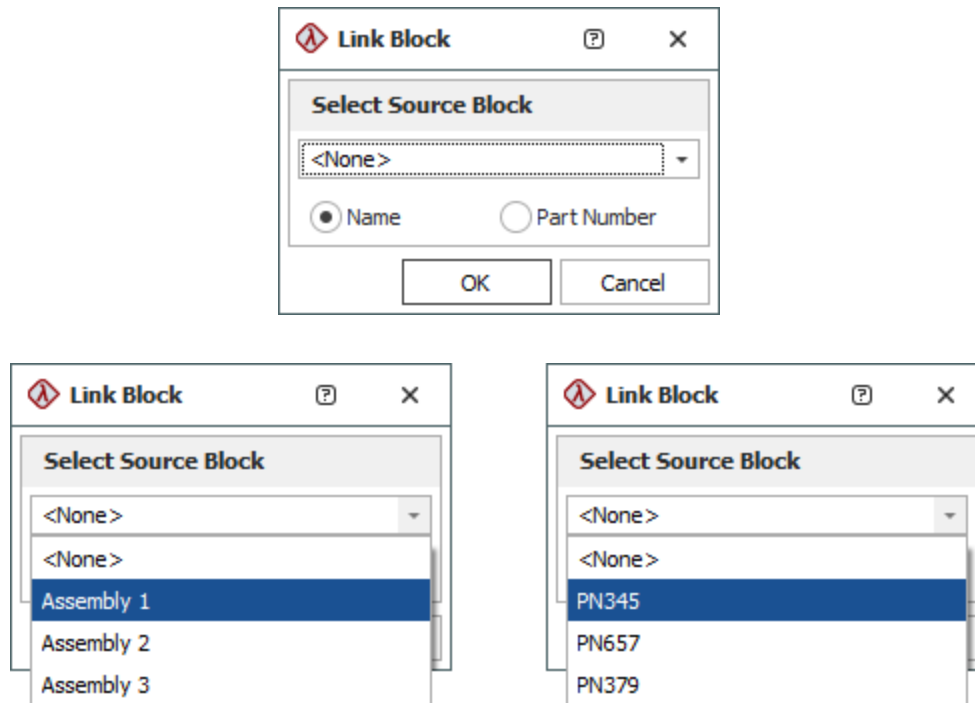 Link Block
Select Source Block
<None>
Name Part Number
OK Cancel
Link Block
Select Source Block
<None>
<None>
Assembly 1
Assembly 2
Assembly 3
Link Block
Select Source Block
<None>
<None>
PN345
PN657
PN379